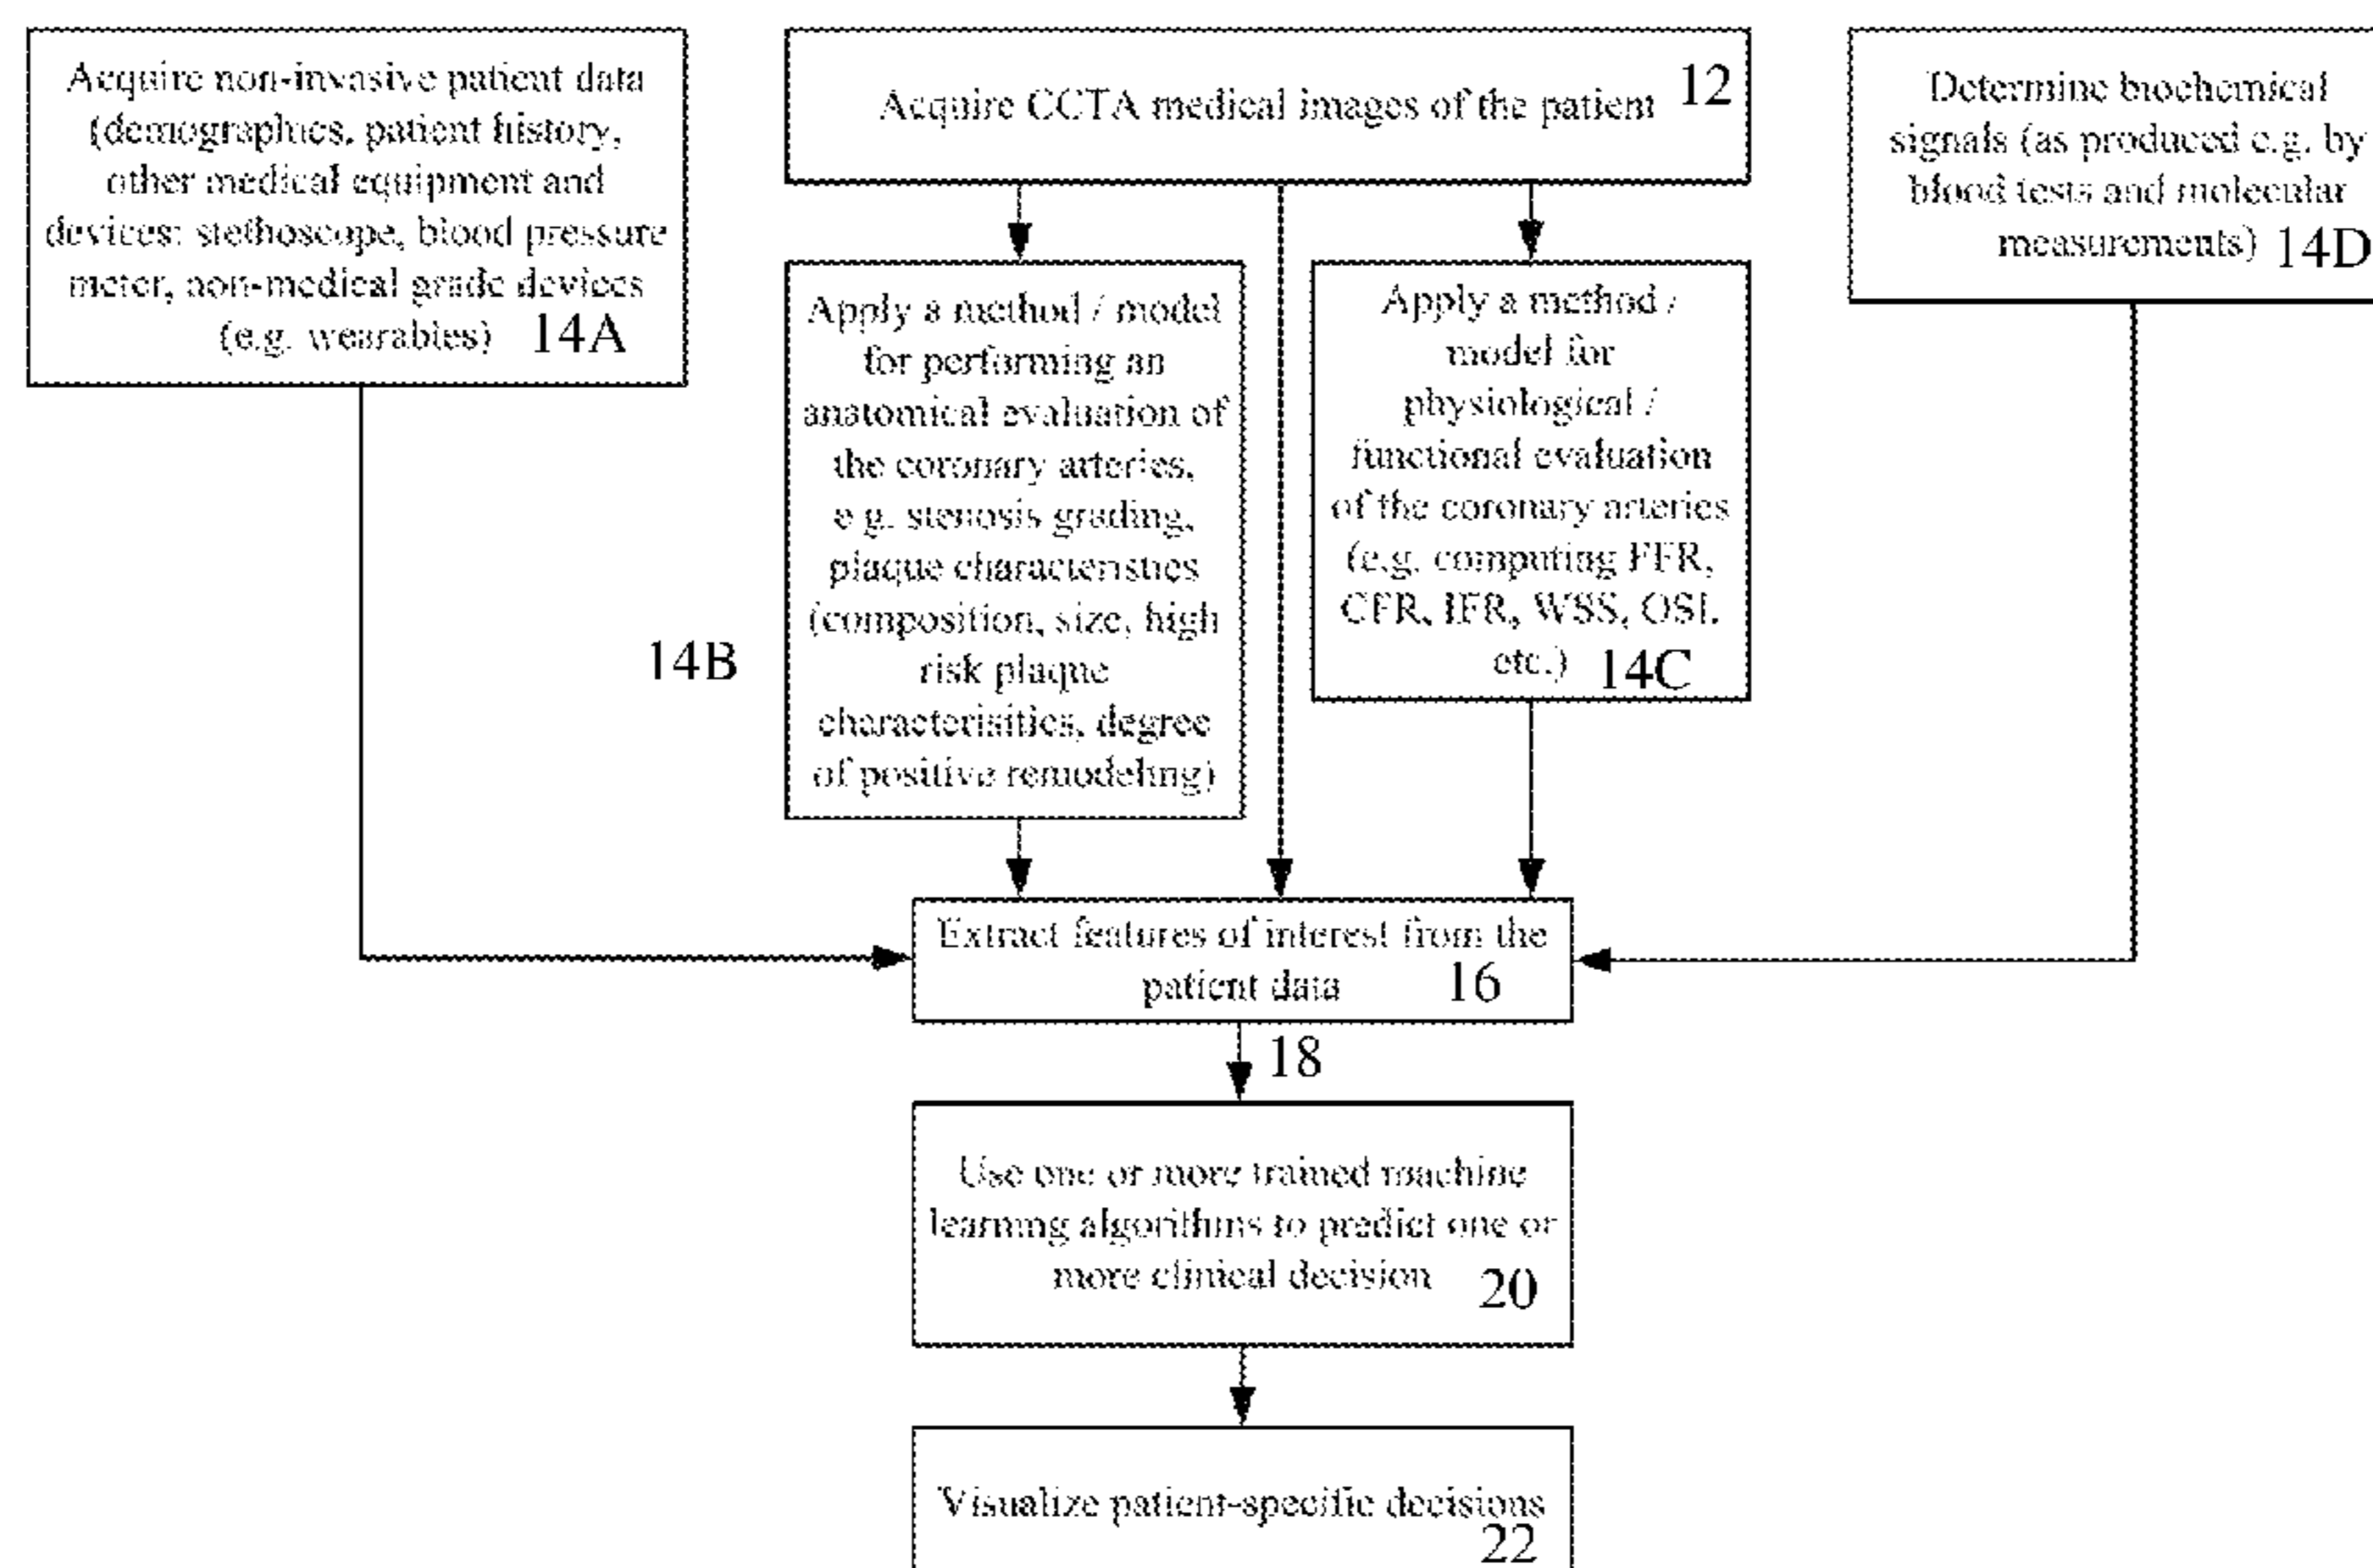 Acquire non-invasive patient data
(demographics, patient history,
other medical equipment and
devices: stethoscope, blood pressure
meter, non-medical grade devices
(e.g. wearables) 14A
Acquire CCTA medical images of the patient 12
Determine biochemical
signals (as produced e.g. by
blood tests and molecular
measurements) 14D
14B
Apply a method / model
for performing an
anatomical evaluation of
the coronary arteries,
e.g. stenosis grading,
plaque characteristics
(composition, size, high
risk plaque
characterisitics, degree
of positive remodeling)
Apply a method /
model for
physiological /
functional evaluation
of the coronary arteries
(e.g. computing FFR,
CFR, IFR, WSS, OSI,
etc.) 14C
Extract features of interest from the
patient data 16
18
Use one or more trained machine
learning algorithms to predict one or
more clinical decision 20
Visualize patient-specific decisions
22